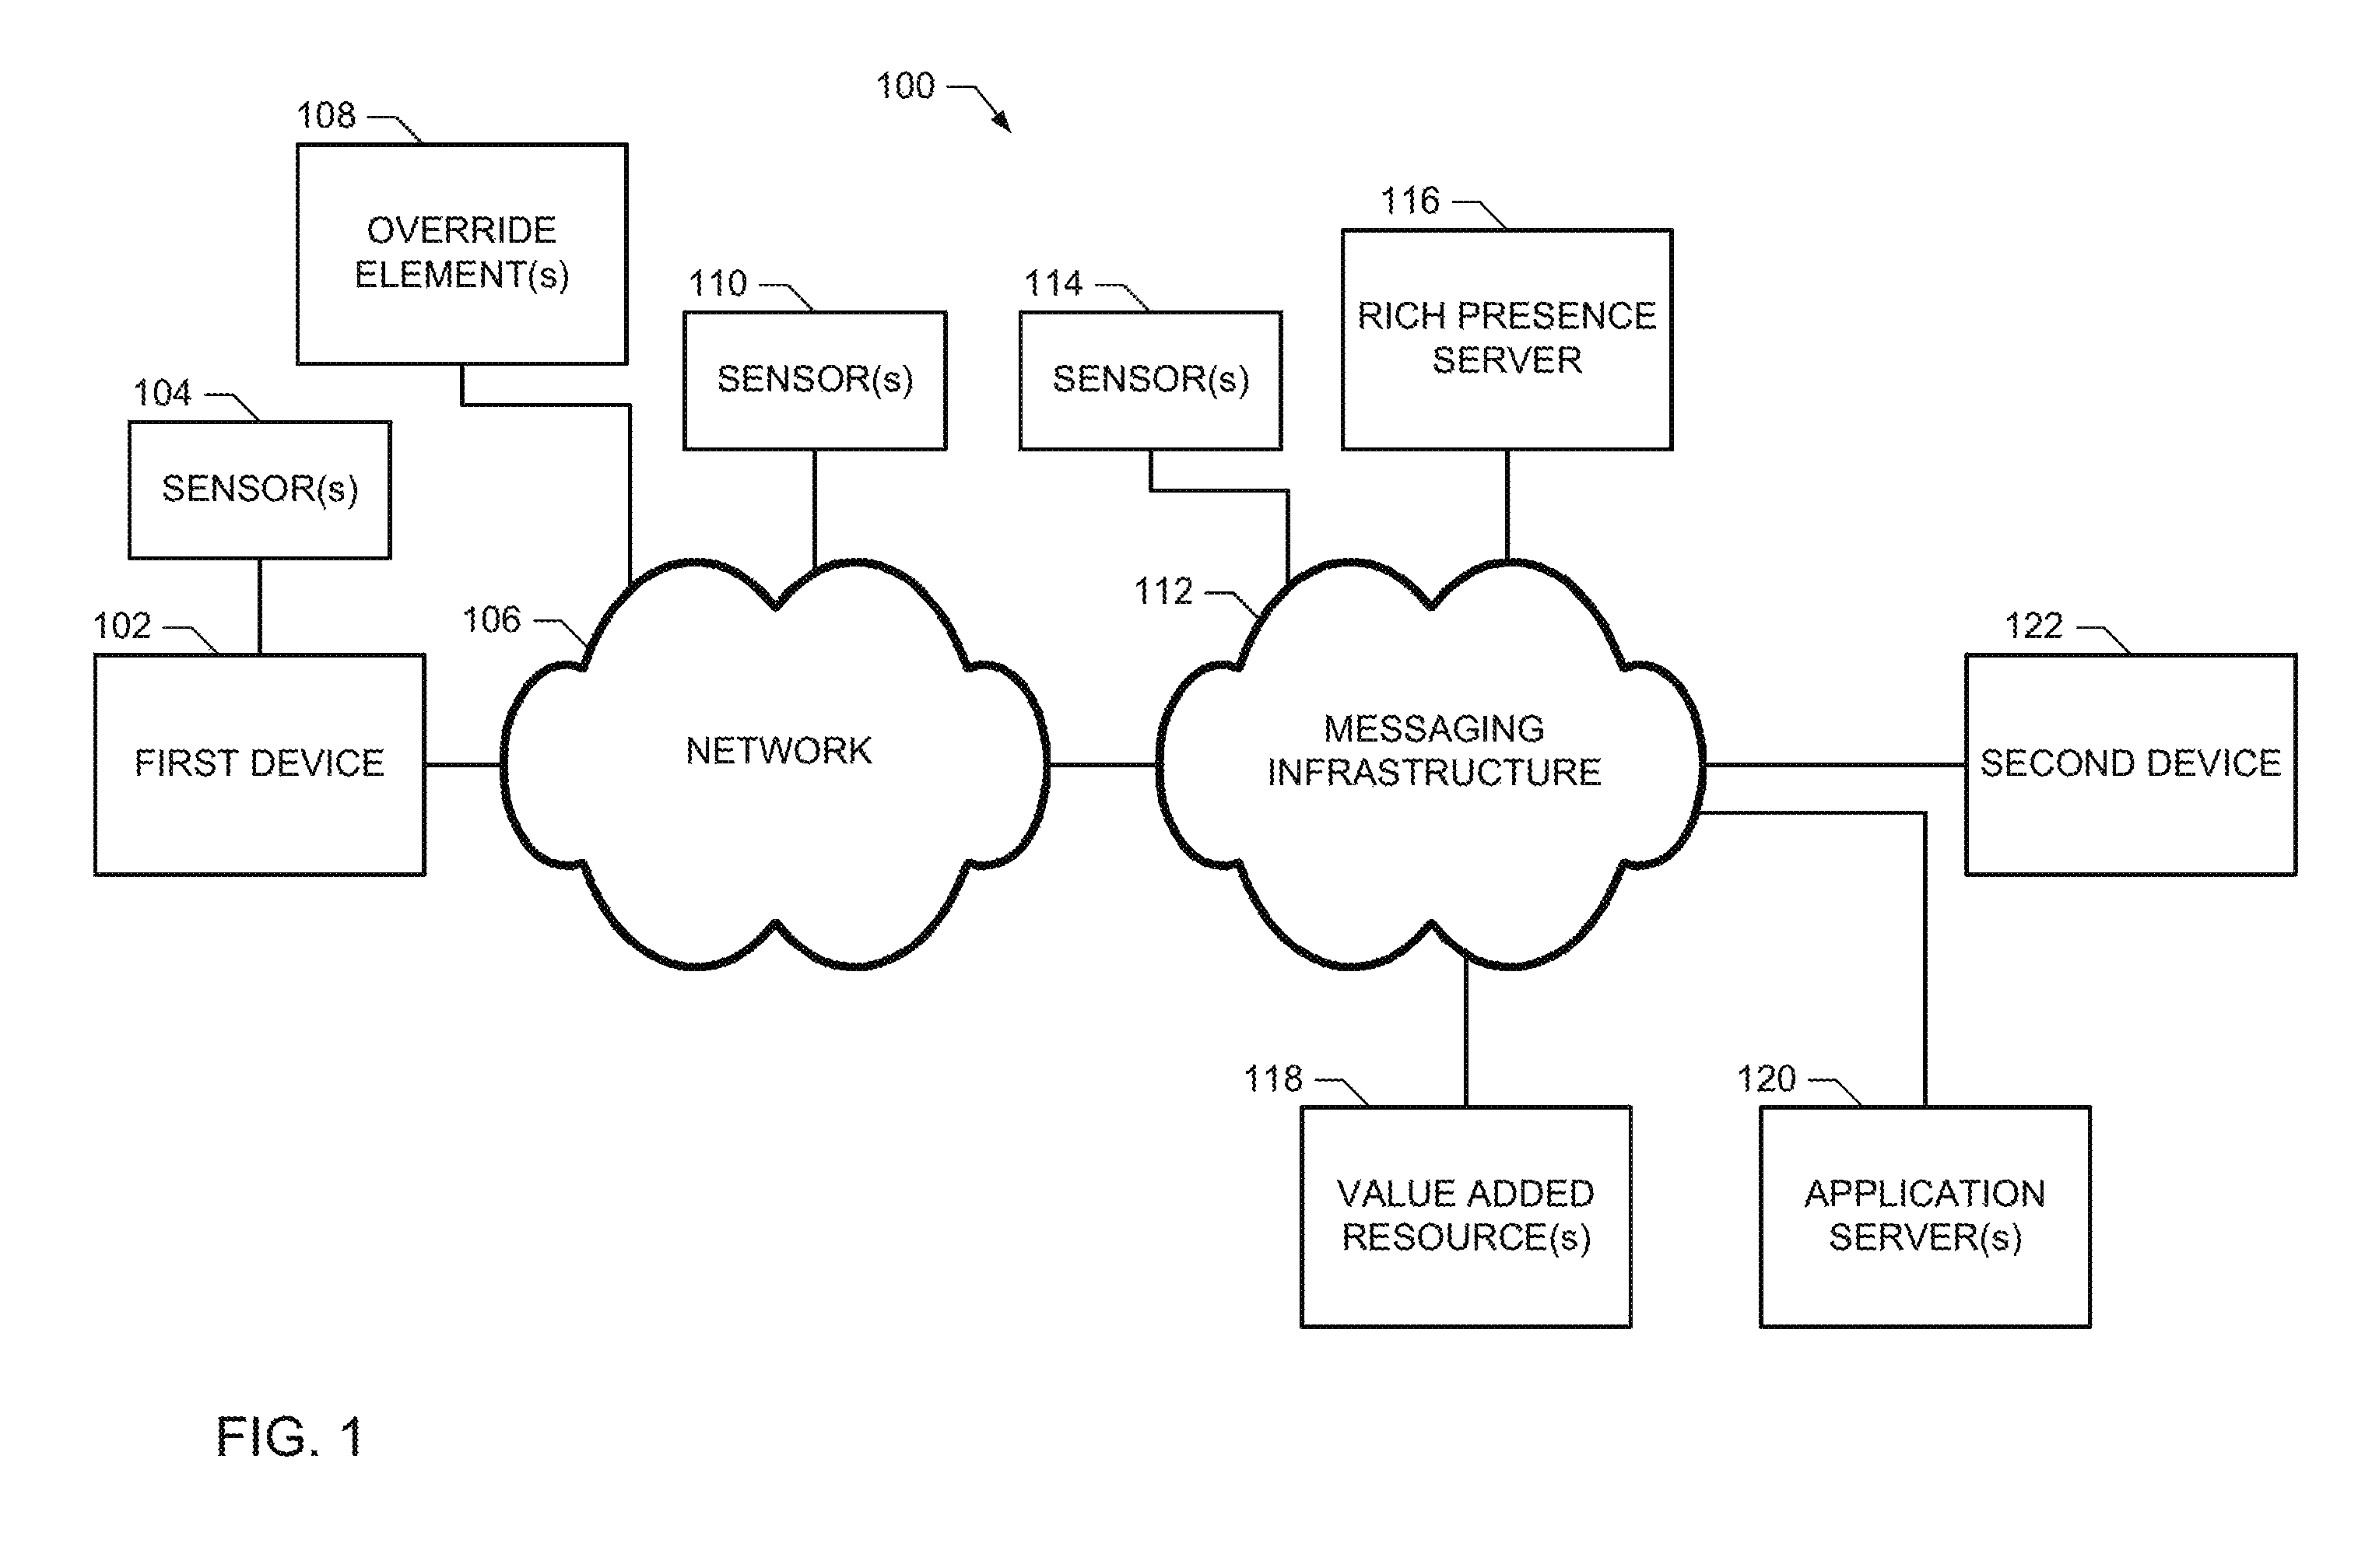 100
108
OVERRIDE
ELEMENT(s)
116
RICH PRESENCE
SERVER
110
SENSOR(s)
114
SENSOR(s)
104
SENSOR(s)
102
FIRST DEVICE
106
NETWORK
112
MESSAGING
INFRASTRUCTURE
122
SECOND DEVICE
118
VALUE ADDED
RESOURCE(s)
120
APPLICATION
SERVER(s)
FIG. 1